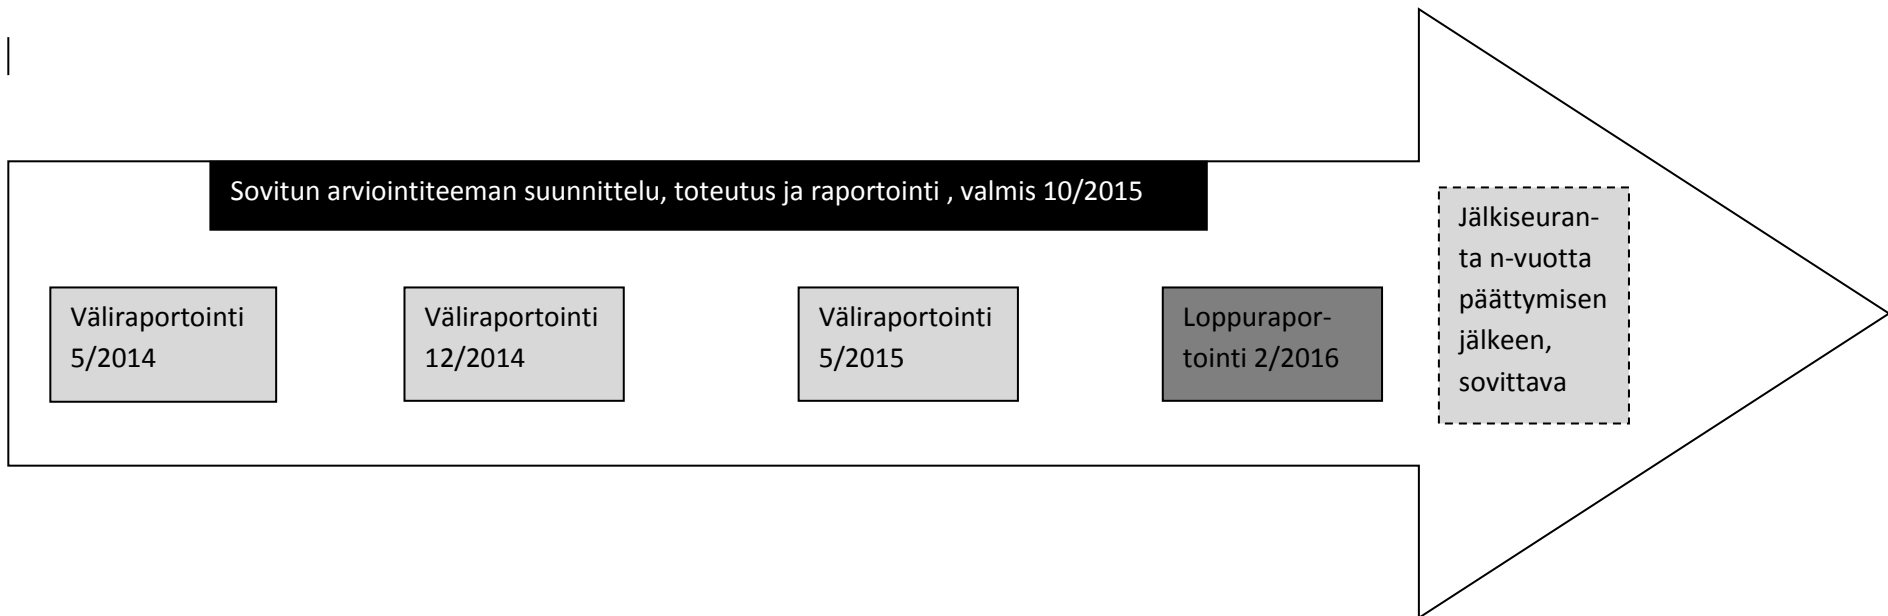 Sovitun arviointiteeman suunnittelu, toteutus ja raportointi , valmis 10/2015
Väliraportointi
5/2014
Väliraportointi
12/2014
Väliraportointi
5/2015
Loppurapor-
tointi 2/2016
Jälkiseuran-
ta n-vuotta
päättymisen
jälkeen,
sovittava